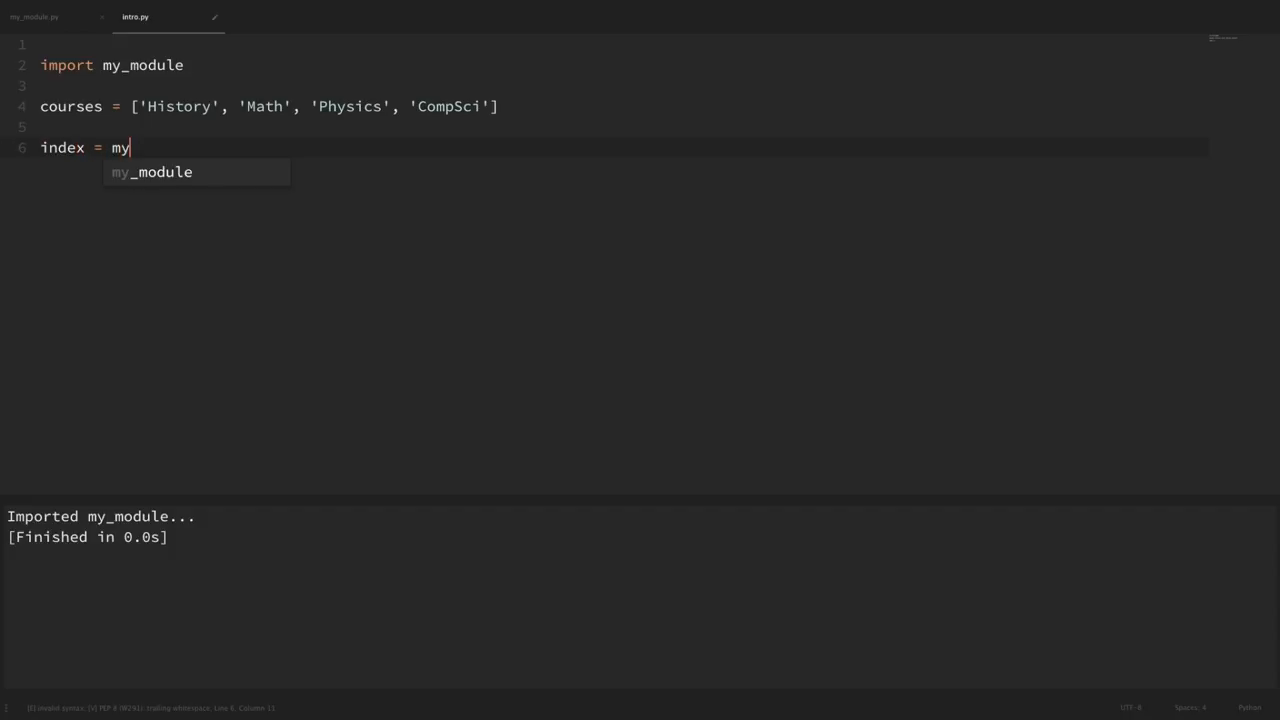 my_module.py
intro.py
1
2 import my_module
3
4 courses = ['History', 'Math', 'Physics', 'CompSci']
5
6 index = my
my_module
Imported my_module...
[Finished in 0.0s]
[E] invalid syntax; [V] PEP 8 (W291): trailing whitespace, Line 6, Column 11
UTF-8
Spaces: 4
Python